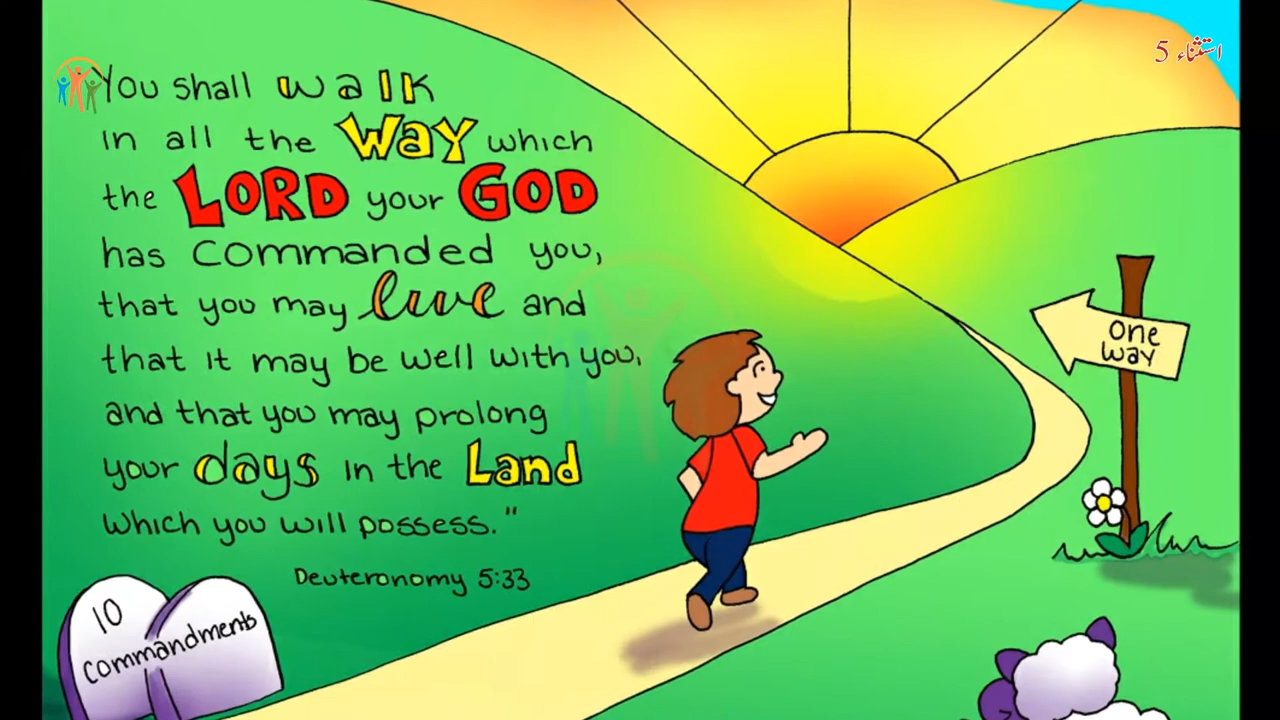 استثناء 5
You shall walk
in all the way which
the LORD your GOD
has commanded you,
that you may live and
that it may be well with you,
and that you may prolong
your days in the Land
which you will possess."
Deuteronomy 5:33
one
way
10
commandments